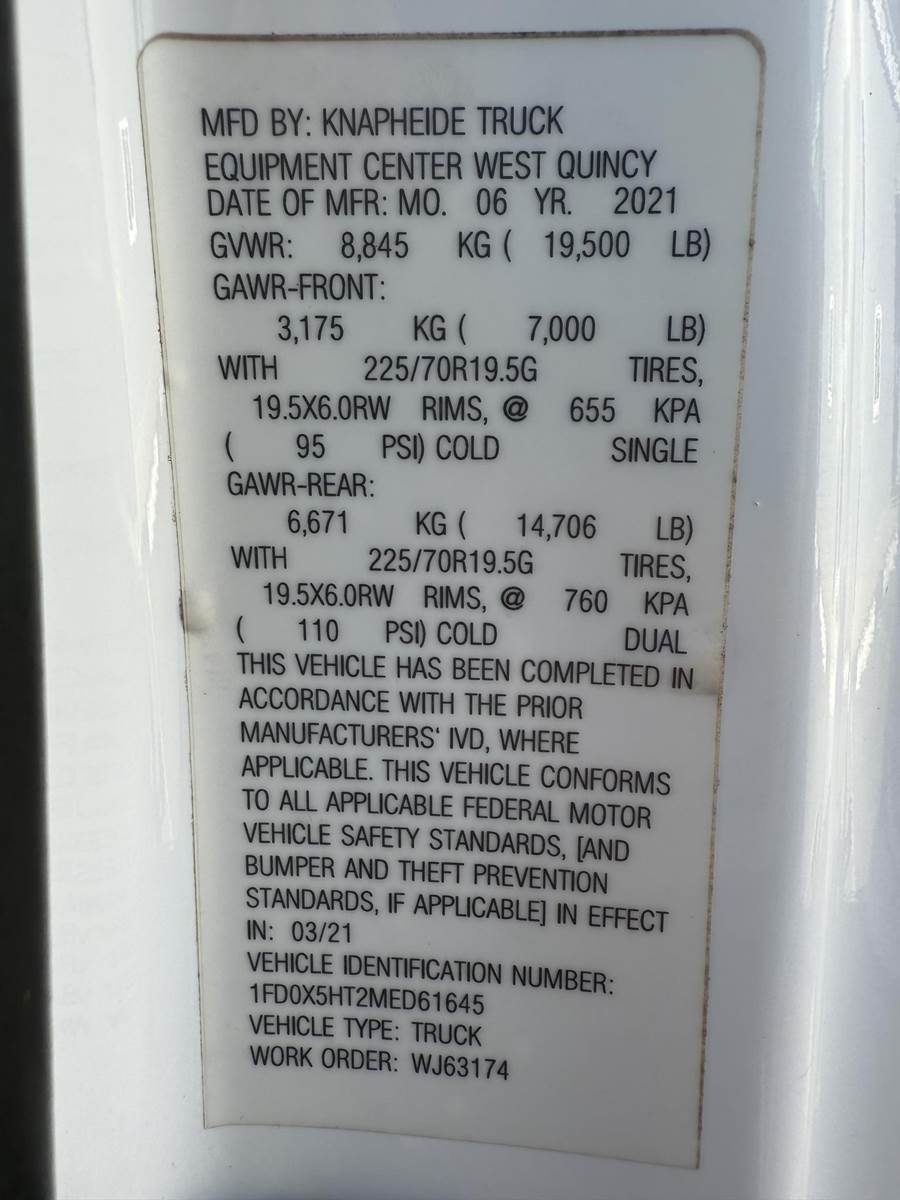 MFD BY: KNAPHEIDE TRUCK
EQUIPMENT CENTER WEST QUINCY
DATE OF MFR: MO. 06 YR. 2021
GVWR: 8,845 KG ( 19,500 LB)
GAWR-FRONT:
3,175 KG ( 7,000 LB)
WITH 225/70R19.5G TIRES,
19.5X6.0RW RIMS, @ 655 KPA
( 95 PSI) COLD SINGLE
GAWR-REAR:
6,671 KG ( 14,706 LB)
WITH 225/70R19.5G TIRES,
19.5X6.0RW RIMS, @ 760 KPA
( 110 PSI) COLD DUAL
THIS VEHICLE HAS BEEN COMPLETED IN
ACCORDANCE WITH THE PRIOR
MANUFACTURERS' IVD, WHERE
APPLICABLE. THIS VEHICLE CONFORMS
TO ALL APPLICABLE FEDERAL MOTOR
VEHICLE SAFETY STANDARDS, [AND
BUMPER AND THEFT PREVENTION
STANDARDS, IF APPLICABLE] IN EFFECT
IN: 03/21
VEHICLE IDENTIFICATION NUMBER:
1FD0X5HT2MED61645
VEHICLE TYPE: TRUCK
WORK ORDER: WJ63174